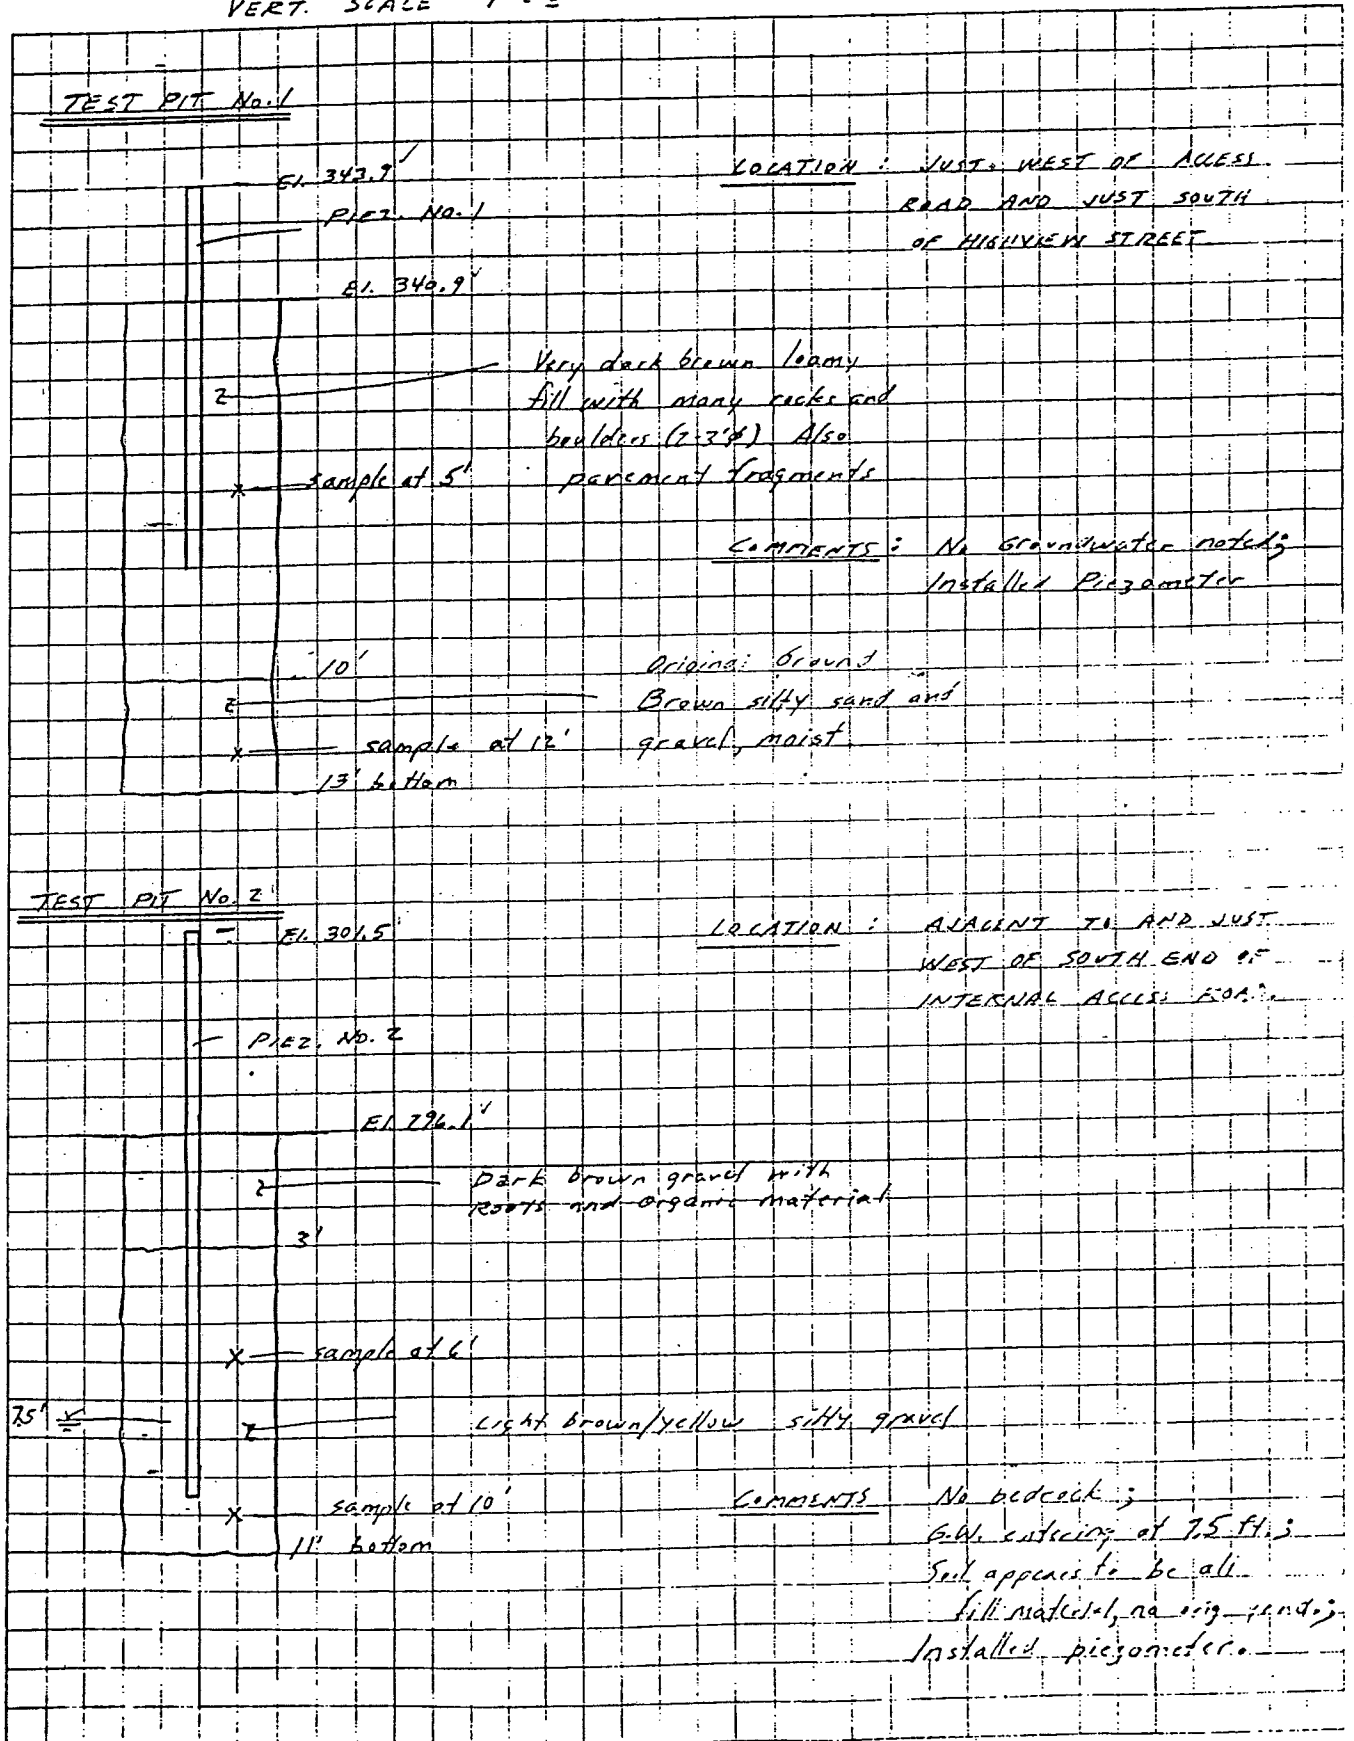 VERT. SCALE
TEST PIT No. 1
El. 343.9'
PIEZ. No. 1
El. 340.9'
LOCATION : JUST WEST OF ACCESS
ROAD AND JUST SOUTH
OF HIGHVIEW STREET
Very dark brown loamy
fill with many rocks and
boulders Also
pavement fragments
sample at 5'
COMMENTS : No Groundwater noted;
Installed Piezometer
10'
Original Ground
Brown silty sand and
gravel, moist
sample at 12'
13' bottom
TEST PIT No. 2
El. 301.5'
PIEZ. No. 2
El. 296.1'
LOCATION : AJACENT TO AND JUST
WEST OF SOUTH END OF
INTERNAL ACCESS
Dark brown gravel with
Roots and organic material
3'
sample at 6'
7.5'
Light brown/yellow silty gravel
sample at 10'
11' bottom
COMMENTS No bedrock ;
G.W. entering at 7.5 ft. ;
Soil appears to be all
fill material, no orig.
Installed piezometer.